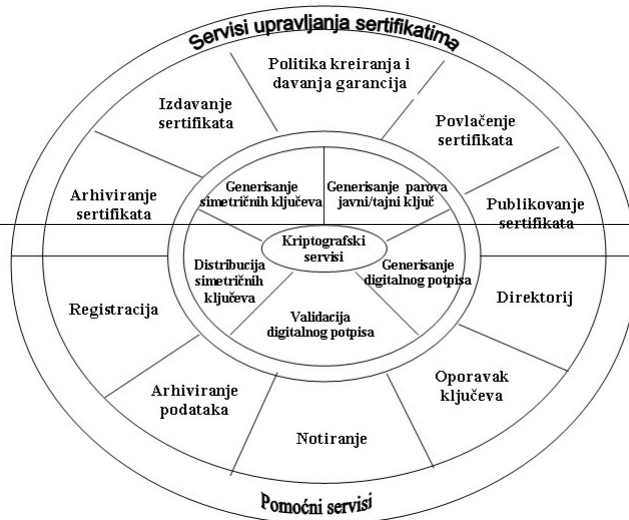 Servisi upravljanja sertifikatima
Politika kreiranja i
davanja garancija
Izdavanje
sertifikata
Povlačenje
sertifikata
Arhiviranje
sertifikata
Publikovanje
sertifikata
Generisanje
simetričnih ključeva
Generisanje parova
javni/tajni ključ
Kriptografski
servisi
Distribucija
simetričnih
ključeva
Generisanje
digitalnog potpisa
Validacija
digitalnog potpisa
Registracija
Direktorij
Arhiviranje
podataka
Oporavak
ključeva
Notiranje
Pomoćni servisi